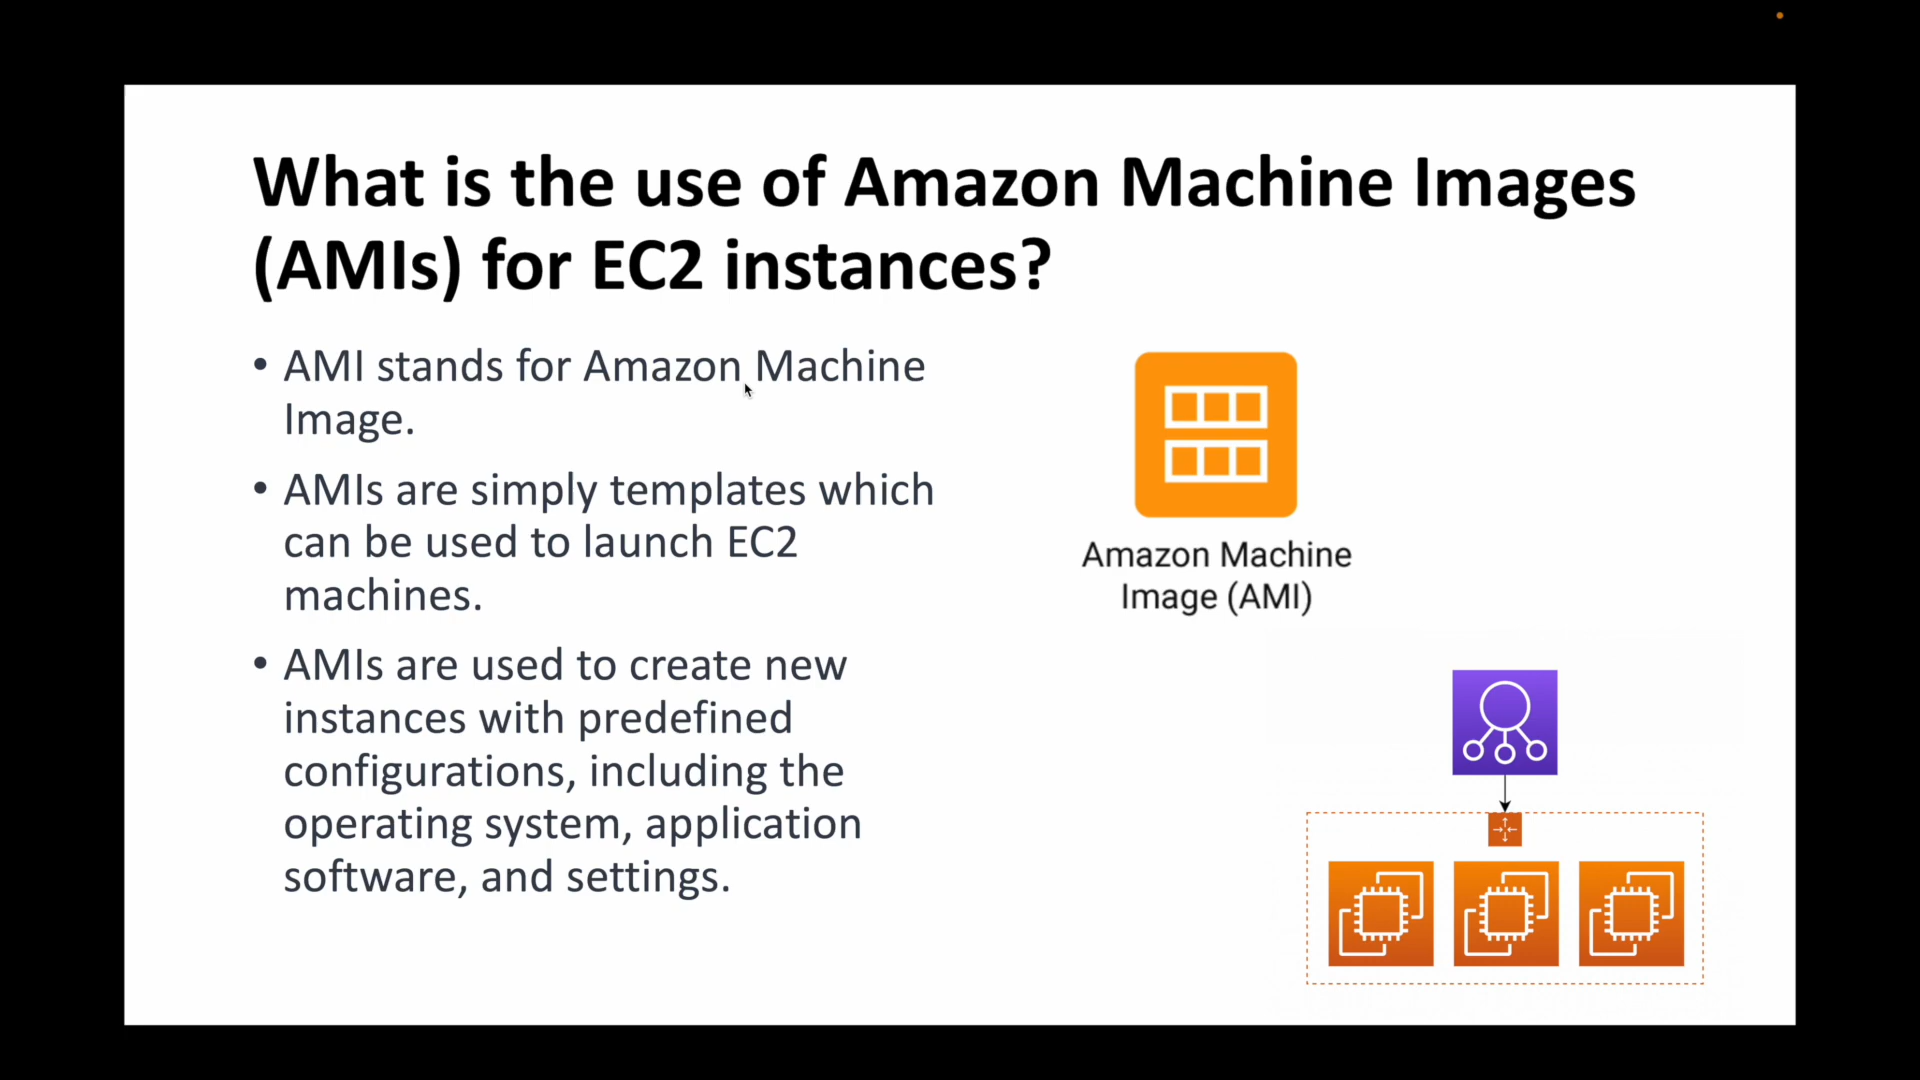 What is the use of Amazon Machine Images
(AMIs) for EC2 instances?
• AMI stands for Amazon Machine
Image.
• AMIs are simply templates which
can be used to launch EC2
machines.
• AMIs are used to create new
instances with predefined
configurations, including the
operating system, application
software, and settings.
Amazon Machine
Image (AMI)